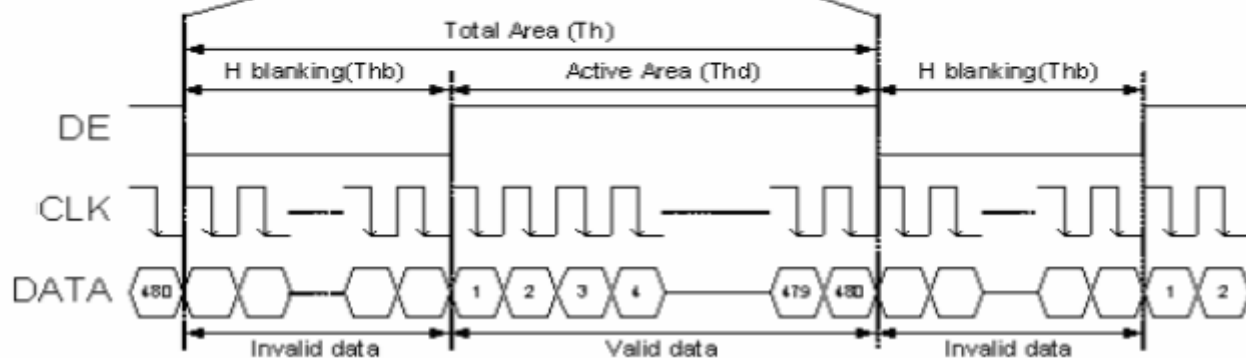 Total Area (Th)
H blanking(Thb) Active Area (Thd) H blanking(Thb)
DE
CLK
DATA 480 1 2 3 4 479 480 1 2
Invalid data Valid data Invalid data